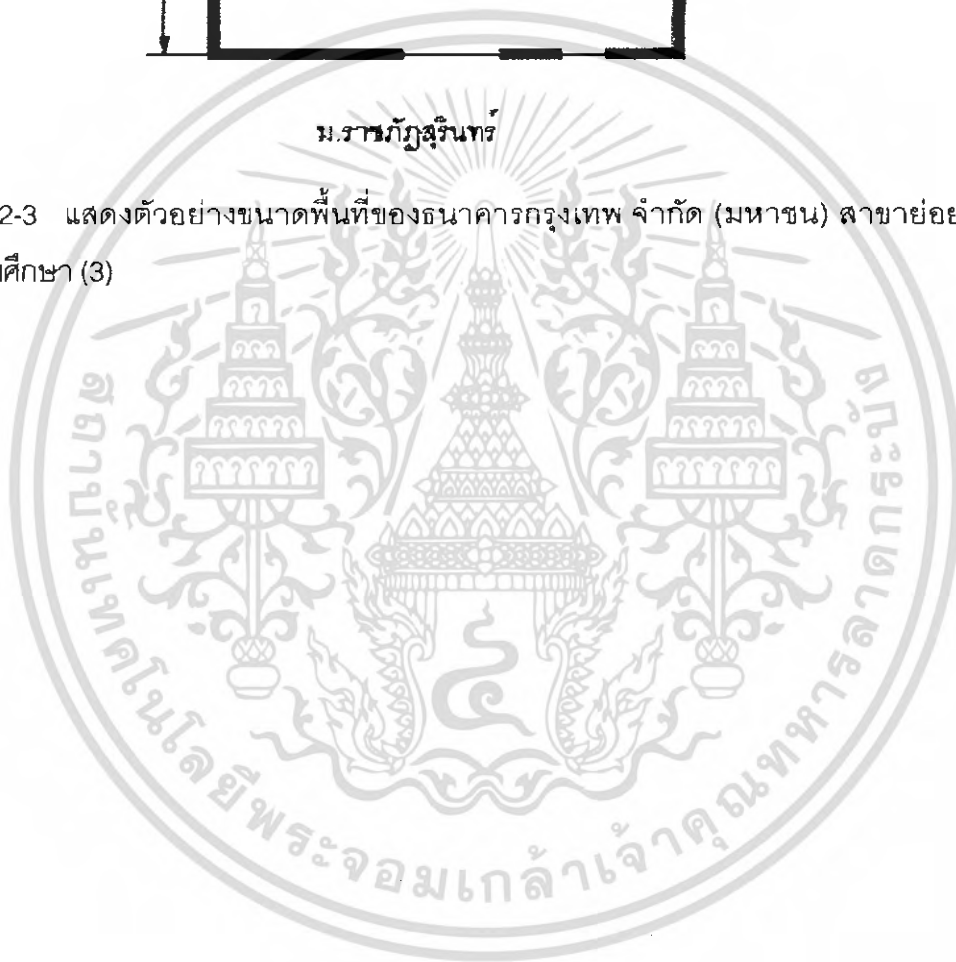 ม.ราชภัฏสุรินทร์
2-3 แสดงตัวอย่างขนาดพื้นที่ของธนาคารกรุงเทพ จำกัด (มหาชน) สาขาย่อย
ศึกษา (3)
สถาบันเทคโนโลยีพระจอมเกล้าเจ้าคุณทหารลาดกระบัง